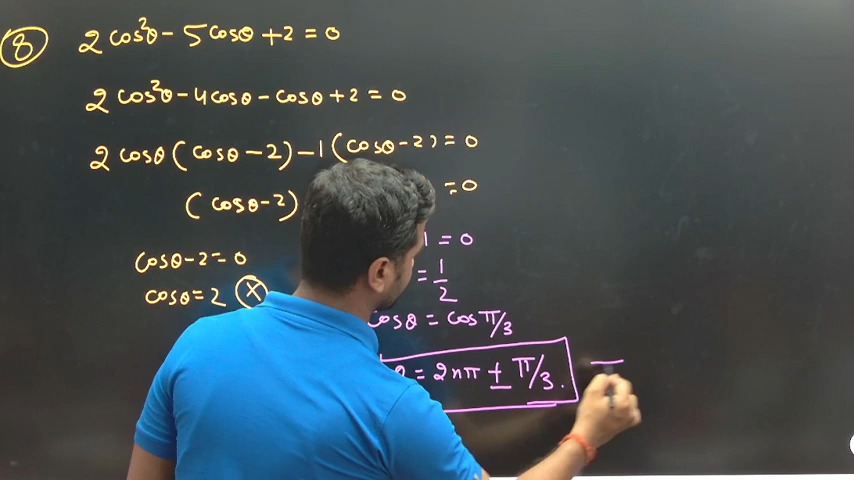 8 2cos²θ - 5cosθ + 2 = 0
2cos²θ - 4cosθ - cosθ + 2 = 0
2cosθ(cosθ - 2) - 1(cosθ - 2) = 0
(cosθ - 2) = 0
cosθ - 2 = 0
1 = 0
cosθ = 2 X
= 1/2
cosθ = cosπ/3
θ = 2nπ ± π/3.